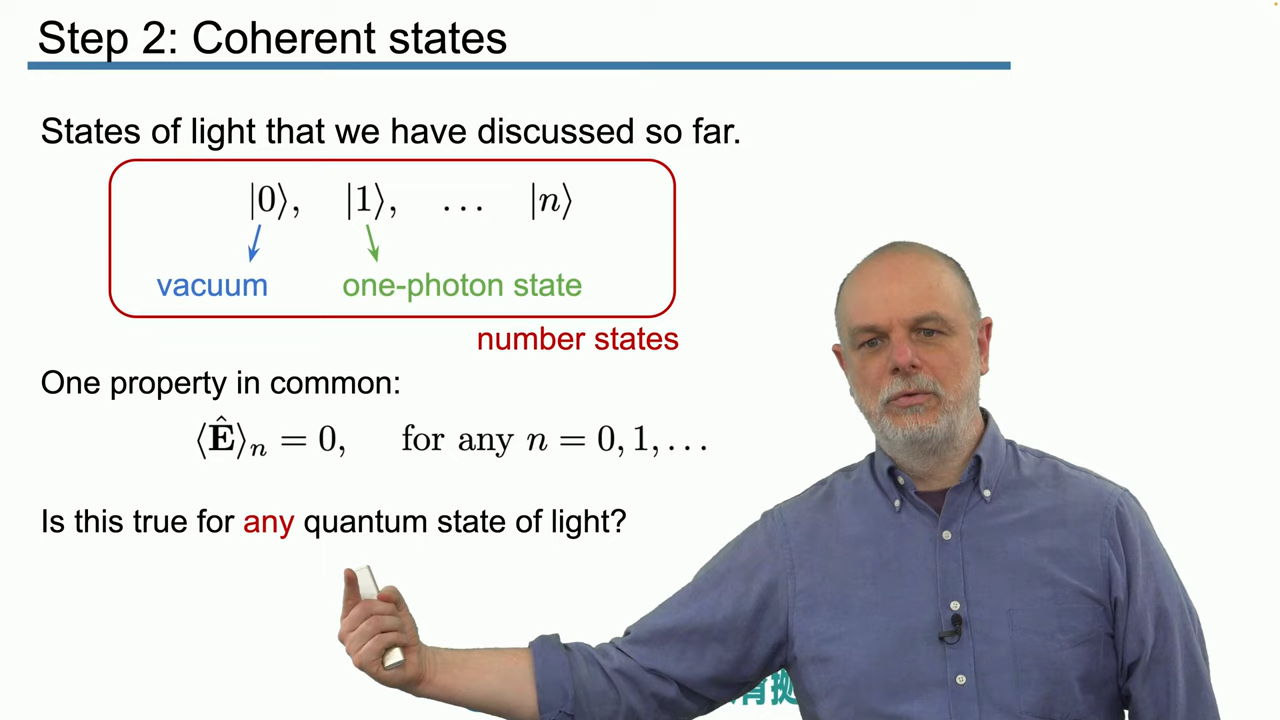 Step 2: Coherent states
States of light that we have discussed so far.
|0⟩, |1⟩, ... |n⟩
vacuum one-photon state
number states
One property in common:
⟨Ê⟩ₙ = 0, for any n = 0, 1, ...
Is this true for any quantum state of light?